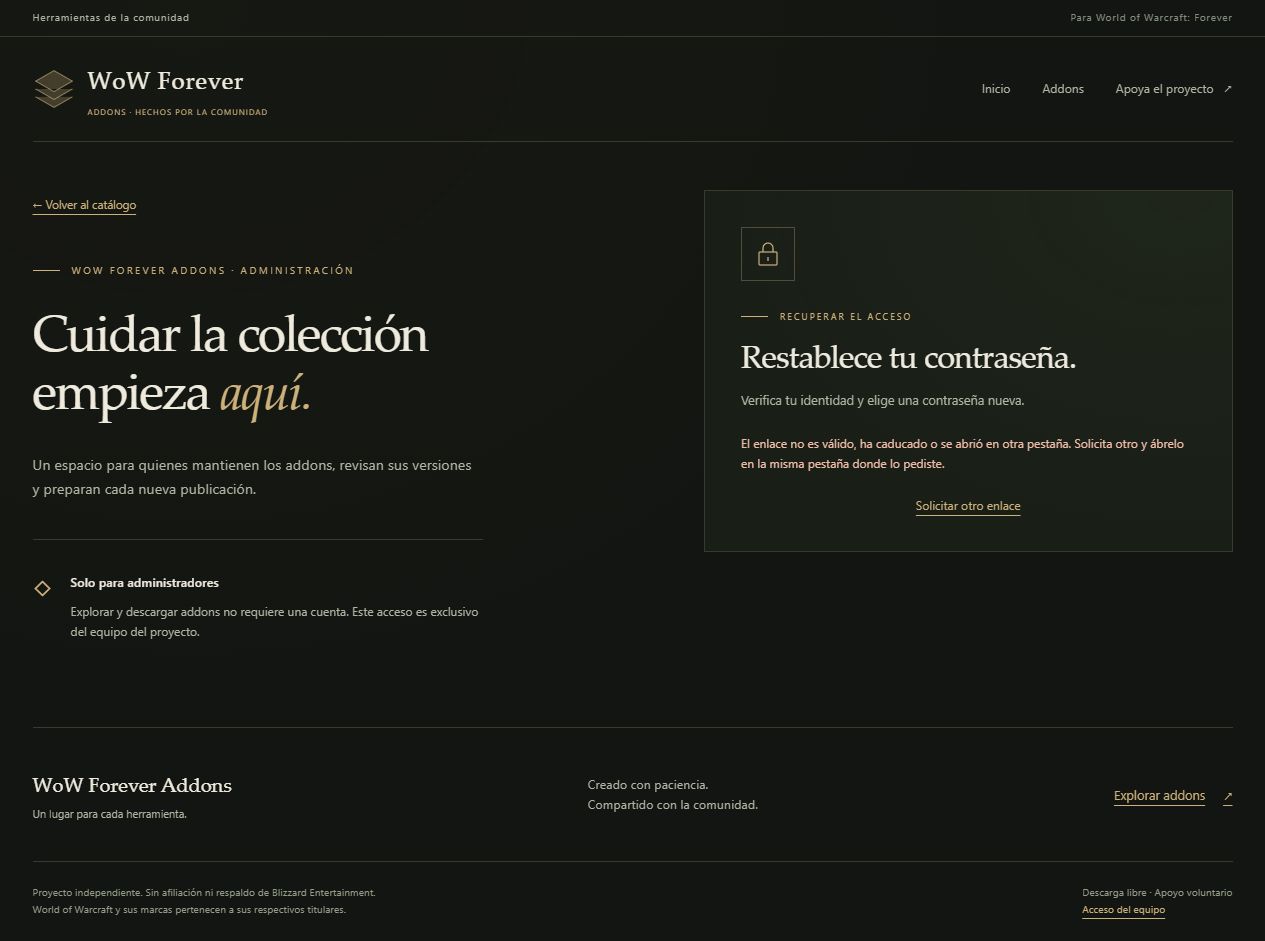 Herramientas de la comunidad
Para World of Warcraft: Forever
WoW Forever
ADDONS · HECHOS POR LA COMUNIDAD
Inicio
Addons
Apoya el proyecto ↗
← Volver al catálogo
WOW FOREVER ADDONS · ADMINISTRACIÓN
Cuidar la colección
empieza aquí.
Un espacio para quienes mantienen los addons, revisan sus versiones
y preparan cada nueva publicación.
Solo para administradores
Explorar y descargar addons no requiere una cuenta. Este acceso es exclusivo
del equipo del proyecto.
RECUPERAR EL ACCESO
Restablece tu contraseña.
Verifica tu identidad y elige una contraseña nueva.
El enlace no es válido, ha caducado o se abrió en otra pestaña. Solicita otro y ábrelo
en la misma pestaña donde lo pediste.
Solicitar otro enlace
WoW Forever Addons
Un lugar para cada herramienta.
Creado con paciencia.
Compartido con la comunidad.
Explorar addons ↗
Proyecto independiente. Sin afiliación ni respaldo de Blizzard Entertainment.
World of Warcraft y sus marcas pertenecen a sus respectivos titulares.
Descarga libre · Apoyo voluntario
Acceso del equipo